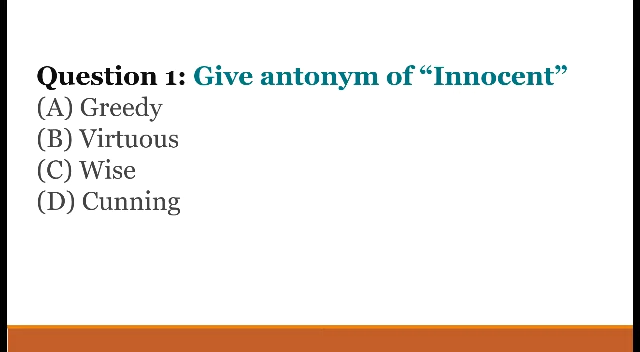 Question 1: Give antonym of “Innocent”
(A) Greedy
(B) Virtuous
(C) Wise
(D) Cunning